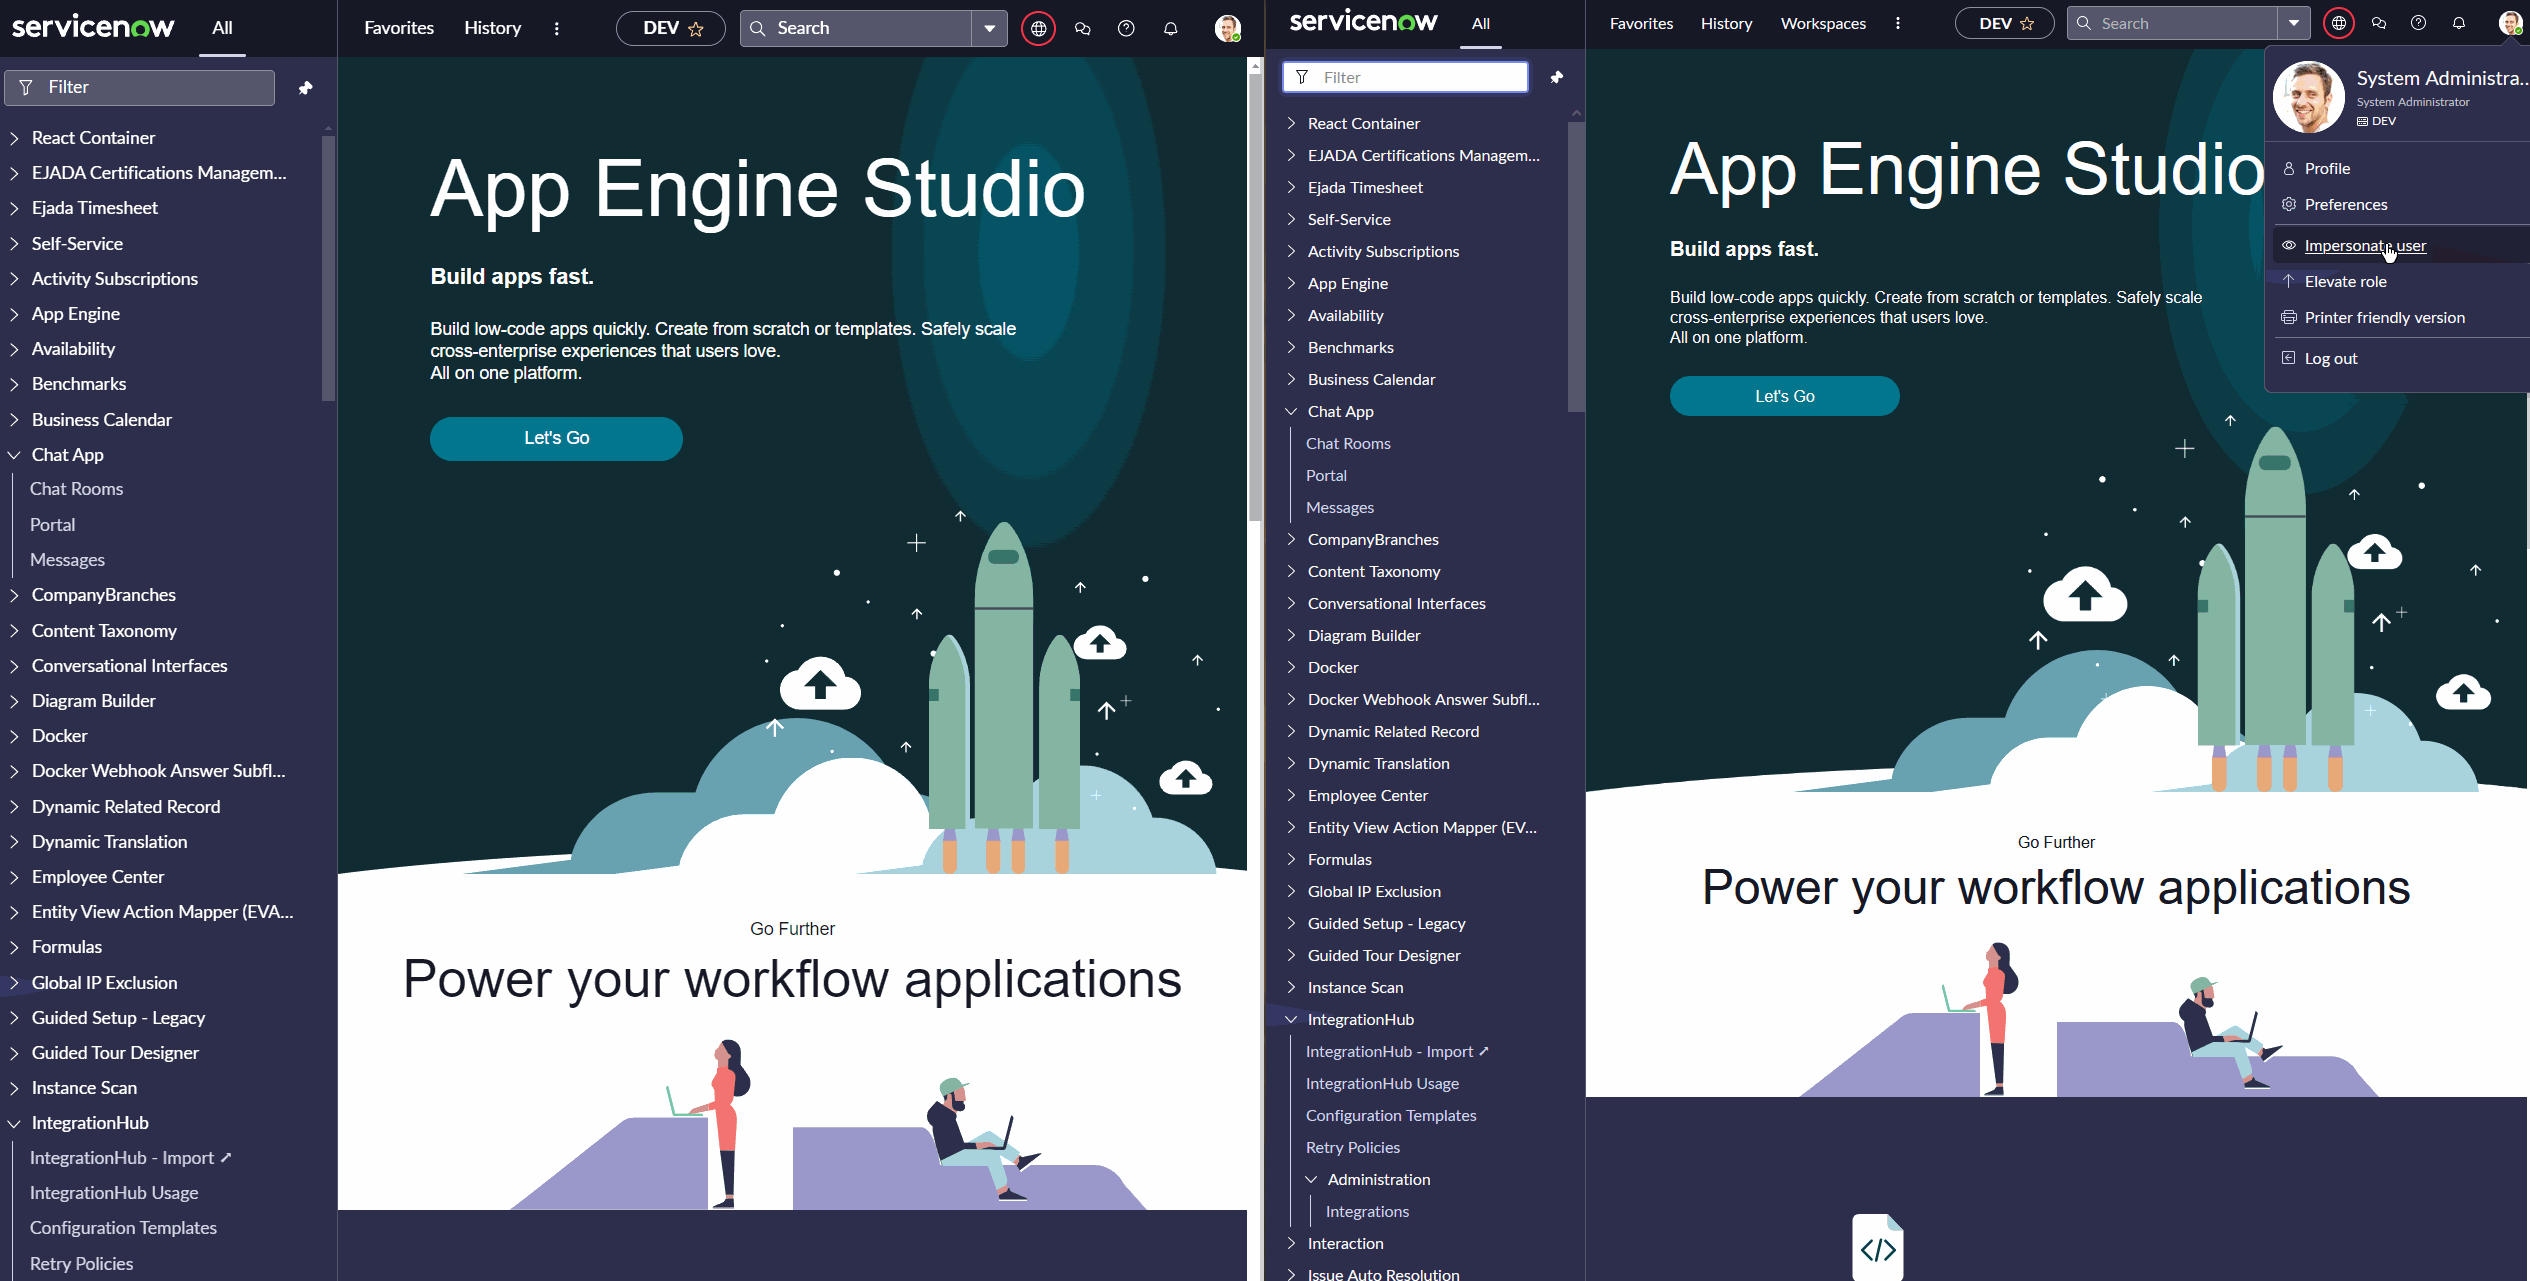 servicenow
All
Favorites
History
DEV
Search
Filter
React Container
EJADA Certifications Managem...
Ejada Timesheet
Self-Service
Activity Subscriptions
App Engine
Availability
Benchmarks
Business Calendar
Chat App
Chat Rooms
Portal
Messages
CompanyBranches
Content Taxonomy
Conversational Interfaces
Diagram Builder
Docker
Docker Webhook Answer Subfl...
Dynamic Related Record
Dynamic Translation
Employee Center
Entity View Action Mapper (EVA...
Formulas
Global IP Exclusion
Guided Setup - Legacy
Guided Tour Designer
Instance Scan
IntegrationHub
IntegrationHub - Import ➚
IntegrationHub Usage
Configuration Templates
Retry Policies
App Engine Studio
Build apps fast.
Build low-code apps quickly. Create from scratch or templates. Safely scale
cross-enterprise experiences that users love.
All on one platform.
Let's Go
Go Further
Power your workflow applications
servicenow
All
Favorites
History
Workspaces
DEV
Search
Filter
React Container
EJADA Certifications Managem...
Ejada Timesheet
Self-Service
Activity Subscriptions
App Engine
Availability
Benchmarks
Business Calendar
Chat App
Chat Rooms
Portal
Messages
CompanyBranches
Content Taxonomy
Conversational Interfaces
Diagram Builder
Docker
Docker Webhook Answer Subfl...
Dynamic Related Record
Dynamic Translation
Employee Center
Entity View Action Mapper (EV...
Formulas
Global IP Exclusion
Guided Setup - Legacy
Guided Tour Designer
Instance Scan
IntegrationHub
IntegrationHub - Import ➚
IntegrationHub Usage
Configuration Templates
Retry Policies
Administration
Integrations
Interaction
Issue Auto Resolution
App Engine Studio
Build apps fast.
Build low-code apps quickly. Create from scratch or templates. Safely scale
cross-enterprise experiences that users love.
All on one platform.
Let's Go
Go Further
Power your workflow applications
</>
System Administra...
System Administrator
DEV
Profile
Preferences
Impersonate user
Elevate role
Printer friendly version
Log out